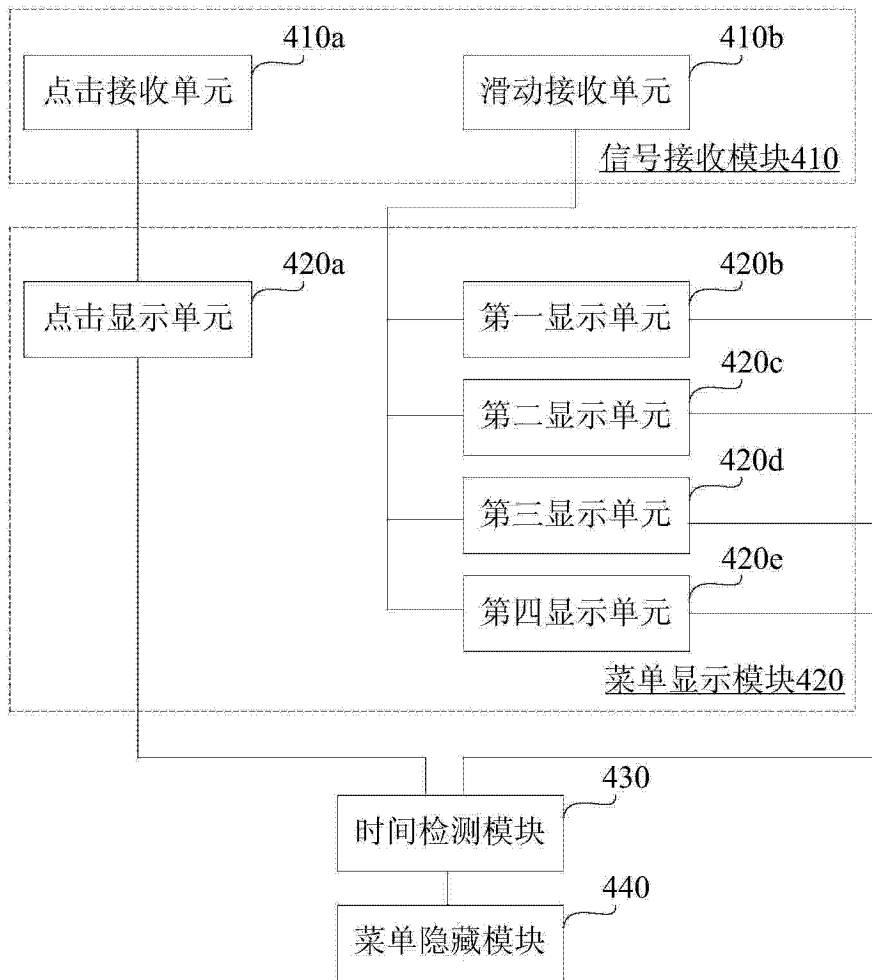 410a
410b
点击接收单元
滑动接收单元
信号接收模块410
420a
420b
点击显示单元
第一显示单元
420c
第二显示单元
420d
第三显示单元
420e
第四显示单元
菜单显示模块420
430
时间检测模块
440
菜单隐藏模块